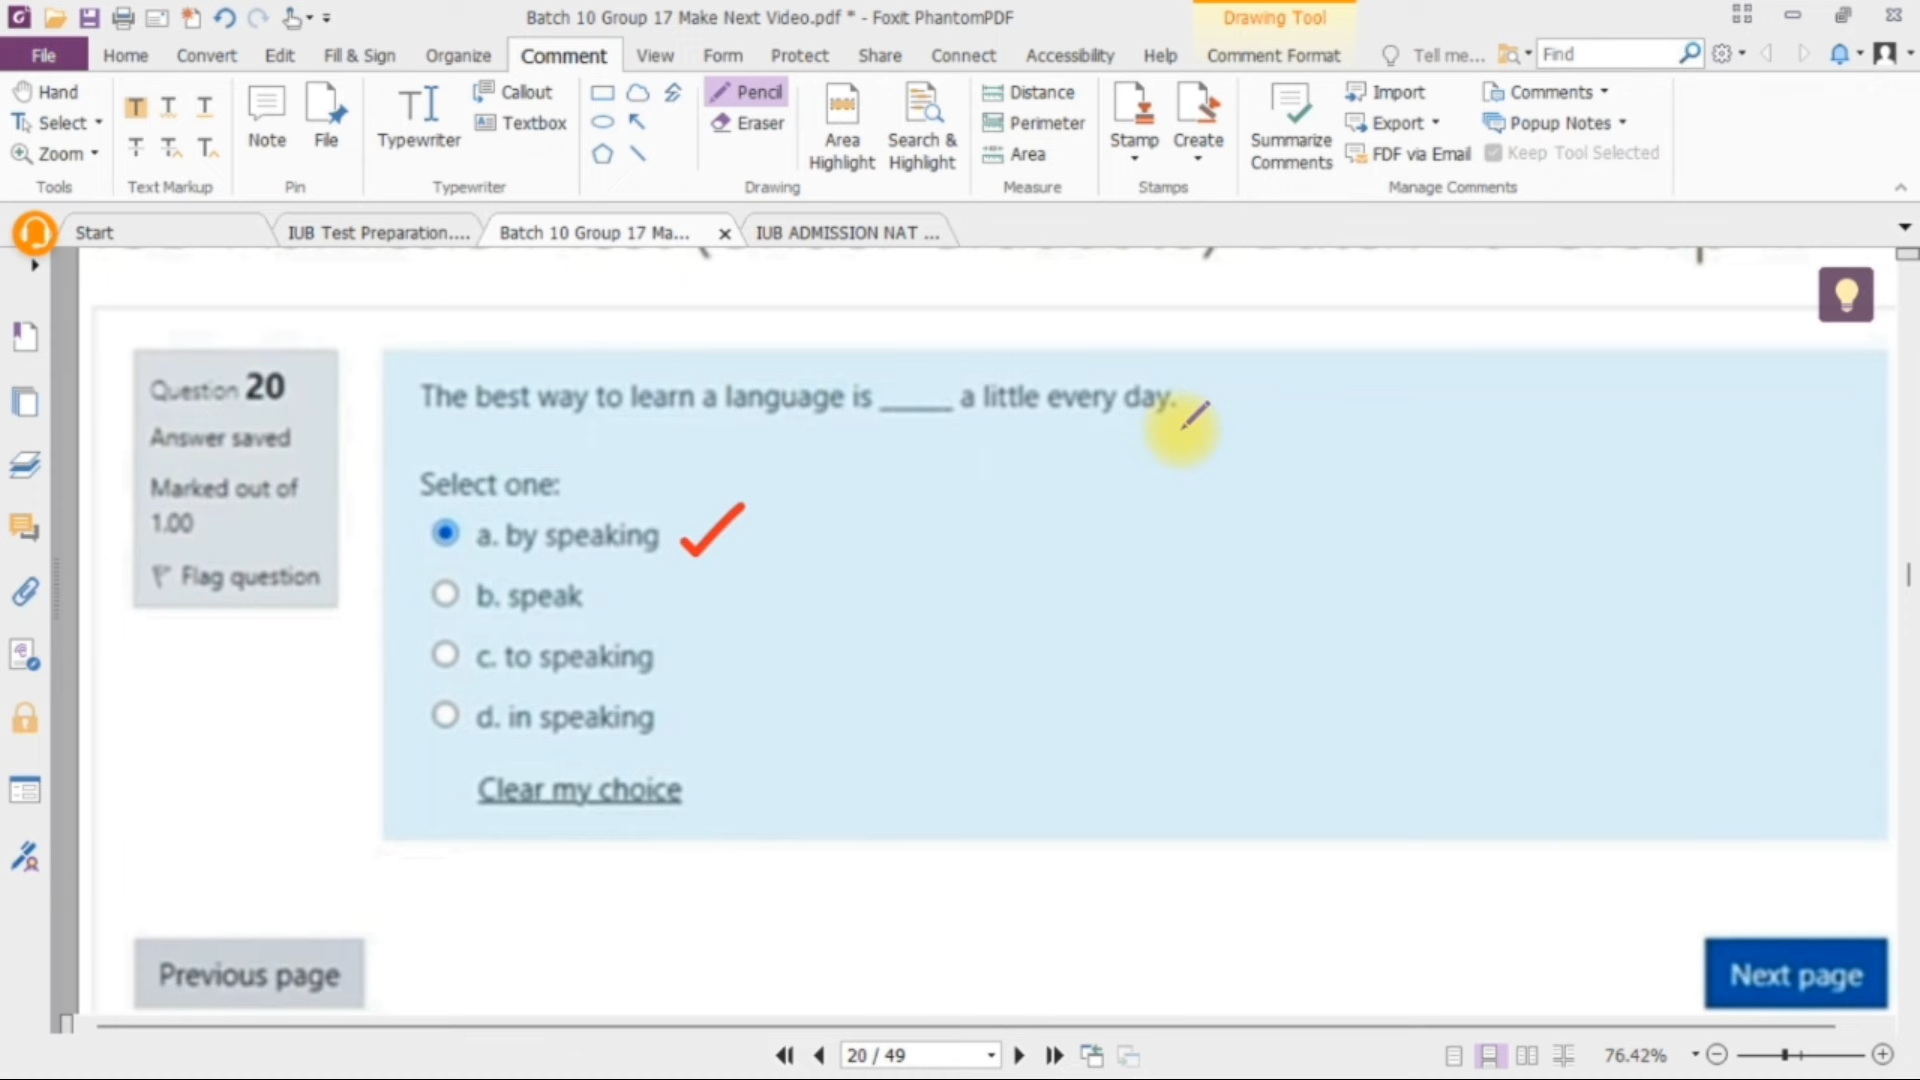 Batch 10 Group 17 Make Next Video.pdf * - Foxit PhantomPDF
Drawing Tool
File Home Convert Edit Fill & Sign Organize Comment View Form Protect Share Connect Accessibility Help Comment Format Tell me... Find
Hand
Select
Zoom
Tools
Text Markup
Note
File
Pin
Typewriter
Callout
Textbox
Typewriter
Pencil
Eraser
Area Highlight
Search & Highlight
Drawing
Distance
Perimeter
Area
Measure
Stamp
Create
Stamps
Summarize Comments
Import
Export
FDF via Email
Comments
Popup Notes
Keep Tool Selected
Manage Comments
Start
IUB Test Preparation....
Batch 10 Group 17 Ma...
IUB ADMISSION NAT ...
Question 20
Answer saved
Marked out of
1.00
Flag question
The best way to learn a language is _____ a little every day.
Select one:
a. by speaking
b. speak
c. to speaking
d. in speaking
Clear my choice
Previous page
Next page
20 / 49
76.42%